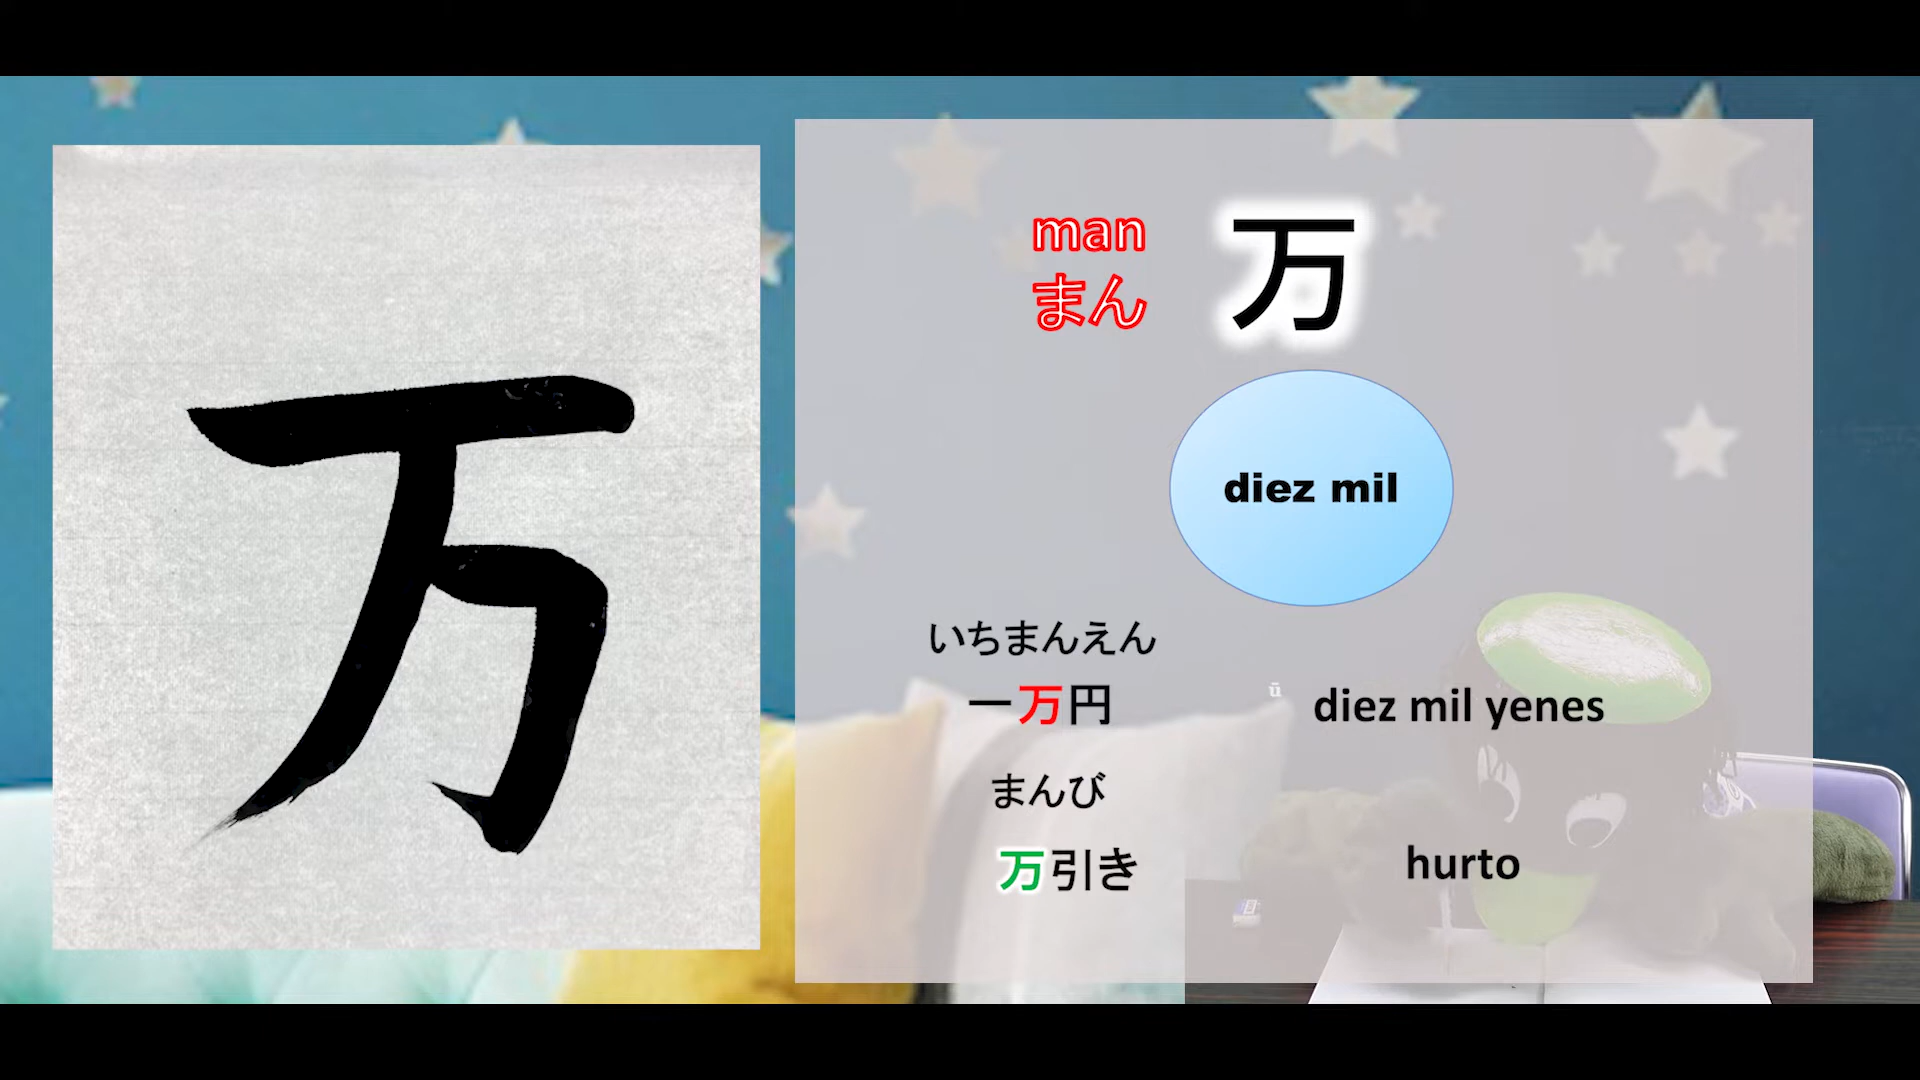 万
man
まん
万
diez mil
いちまんえん
一万円
ū
diez mil yenes
まんび
万引き
hurto